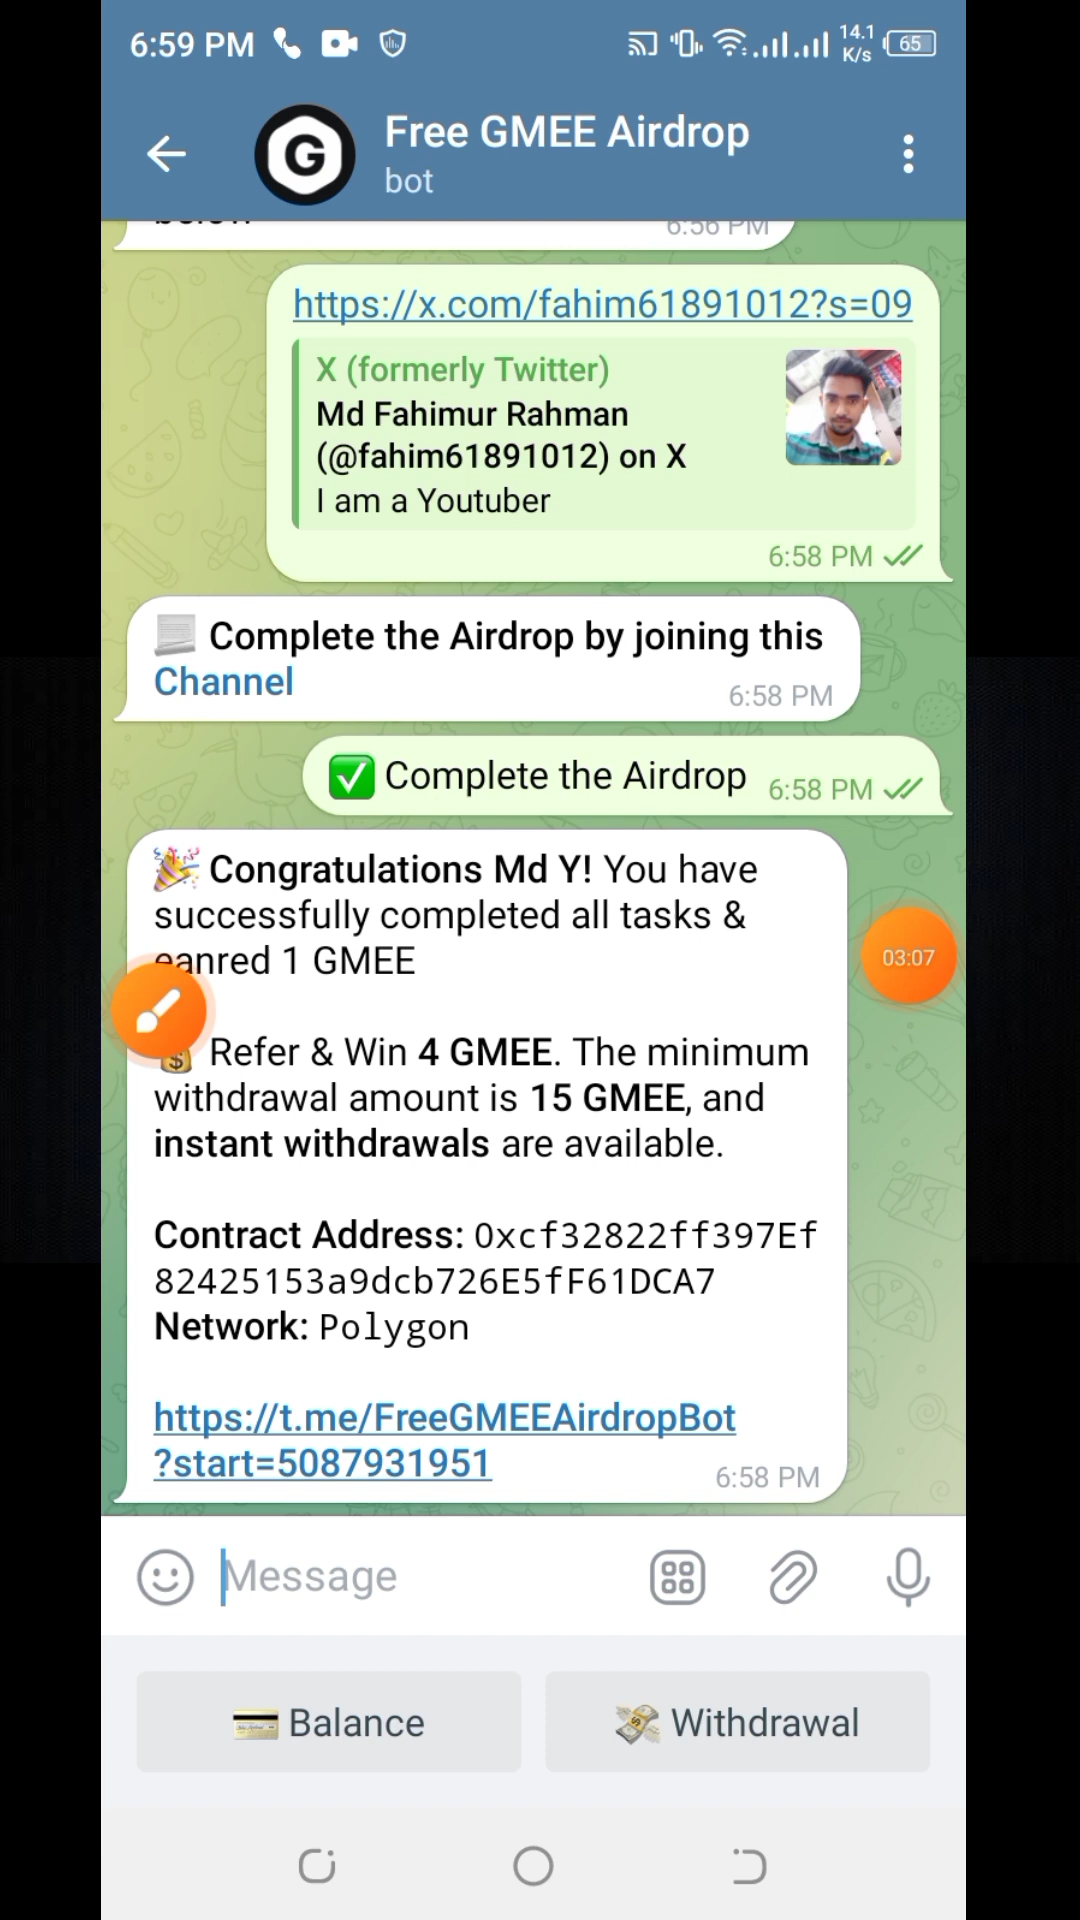 6:59 PM
14.1
K/s
65
Free GMEE Airdrop
bot
6:56 PM
https://x.com/fahim61891012?s=09
X (formerly Twitter)
Md Fahimur Rahman
(@fahim61891012) on X
I am a Youtuber
6:58 PM
Complete the Airdrop by joining this
Channel
6:58 PM
Complete the Airdrop 6:58 PM
Congratulations Md Y! You have
successfully completed all tasks &
eanred 1 GMEE
03:07
Refer & Win 4 GMEE. The minimum
withdrawal amount is 15 GMEE, and
instant withdrawals are available.
Contract Address: 0xcf32822ff397Ef
82425153a9dcb726E5fF61DCA7
Network: Polygon
https://t.me/FreeGMEEAirdropBot
?start=5087931951
6:58 PM
Message
Balance
Withdrawal